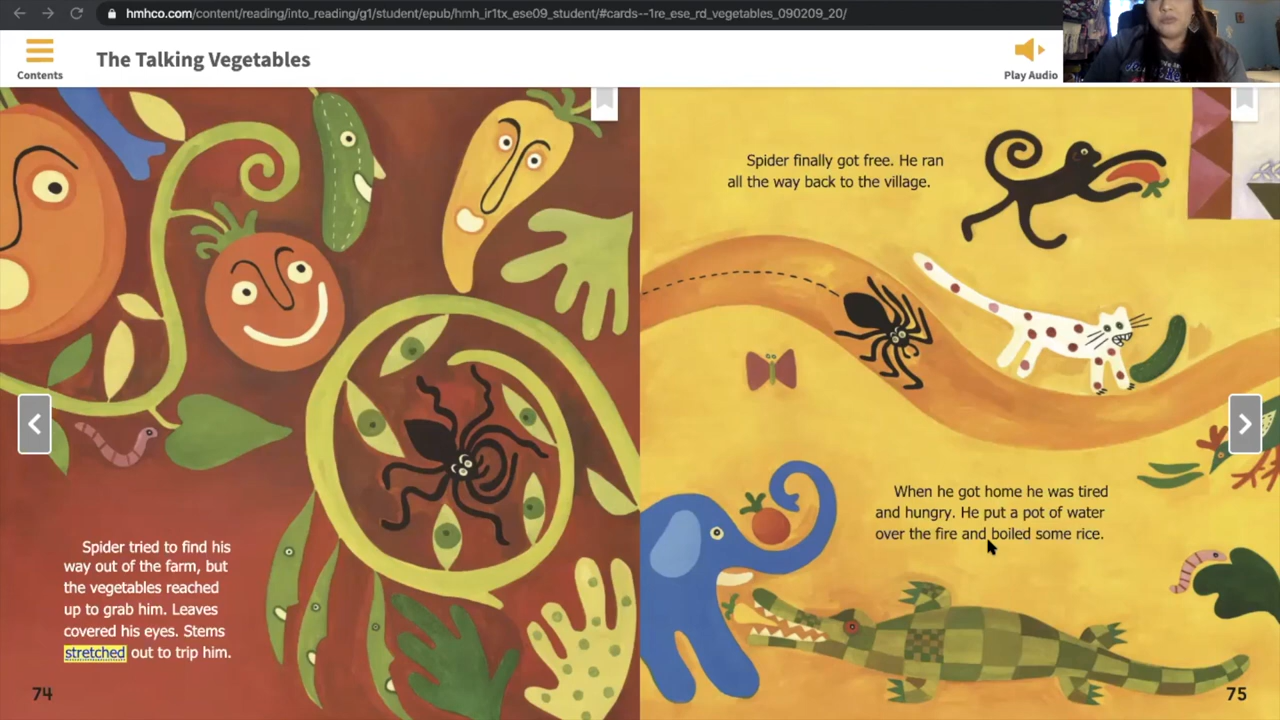 hmhco.com/content/reading/into_reading/g1/student/epub/hmh_ir1tx_ese09_student/#cards--1re_ese_rd_vegetables_090209_20/
Contents
The Talking Vegetables
Play Audio
Spider tried to find his
way out of the farm, but
the vegetables reached
up to grab him. Leaves
covered his eyes. Stems
stretched out to trip him.
74
Spider finally got free. He ran
all the way back to the village.
When he got home he was tired
and hungry. He put a pot of water
over the fire and boiled some rice.
75